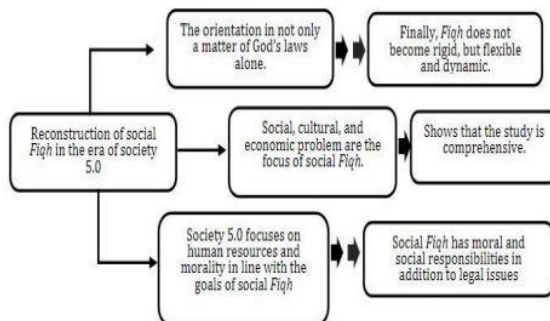 The orientation in not only
a matter of God's laws
alone.
Finally, Fiqh does not
become rigid, but flexible
and dynamic.
Reconstruction of social
Fiqh in the era of society
5.0
Social, cultural, and
economic problem are the
focus of social Fiqh.
Shows that the study is
comprehensive.
Society 5.0 focuses on
human resources and
morality in line with the
goals of social Fiqh
Social Fiqh has moral and
social responsibilities in
addition to legal issues